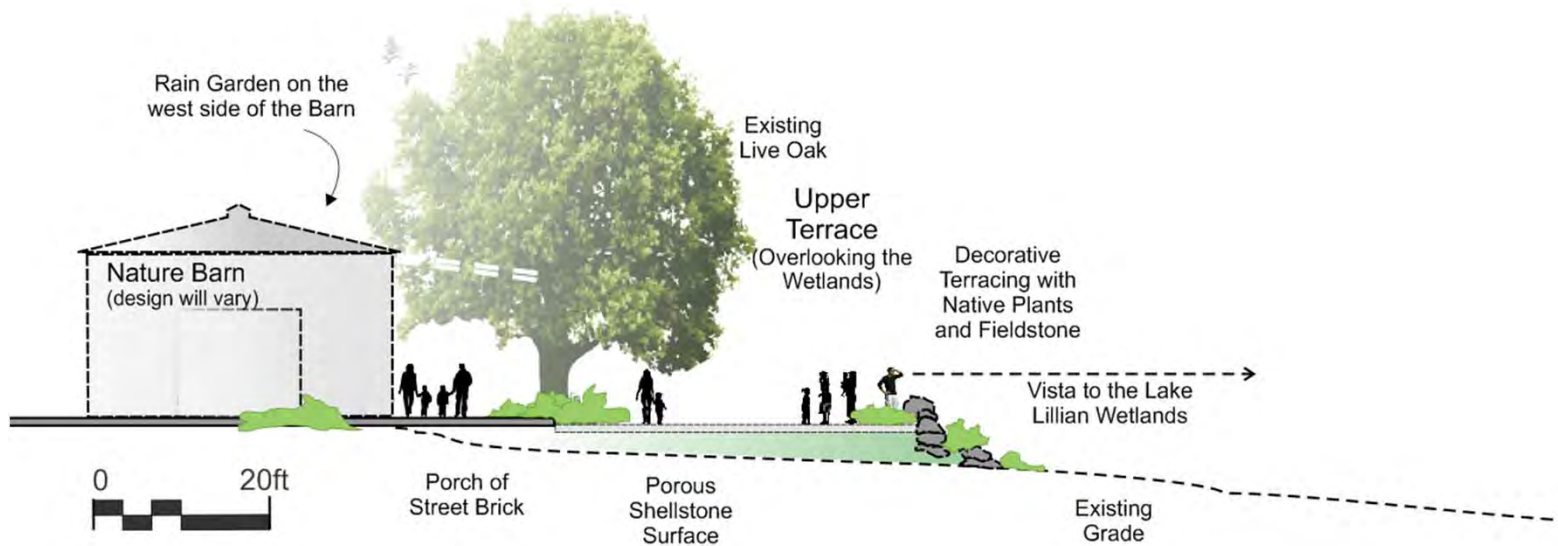 Rain Garden on the
west side of the Barn
Existing
Live Oak
Upper
Terrace
(Overlooking the
Wetlands)
Decorative
Terracing with
Native Plants
and Fieldstone
Nature Barn
(design will vary)
Vista to the Lake
Lillian Wetlands
0 20ft
Porch of
Street Brick
Porous
Shellstone
Surface
Existing
Grade